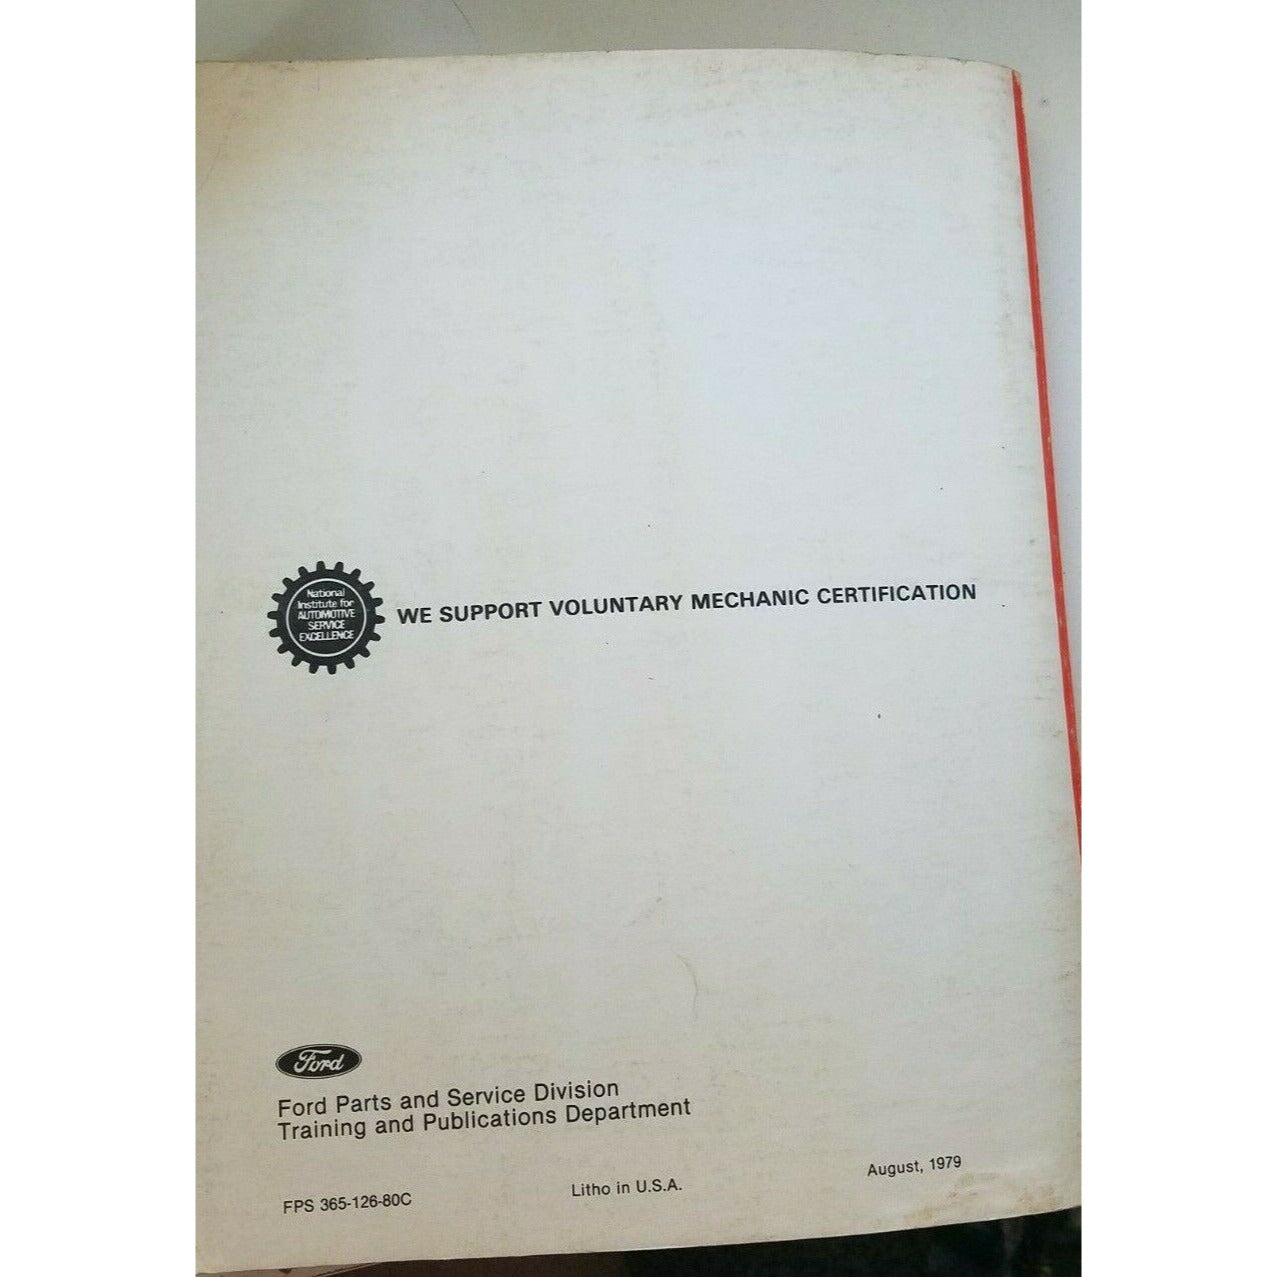 National
Institute for
AUTOMOTIVE
SERVICE
EXCELLENCE
WE SUPPORT VOLUNTARY MECHANIC CERTIFICATION
Ford
Ford Parts and Service Division
Training and Publications Department
FPS 365-126-80C
Litho in U.S.A.
August, 1979